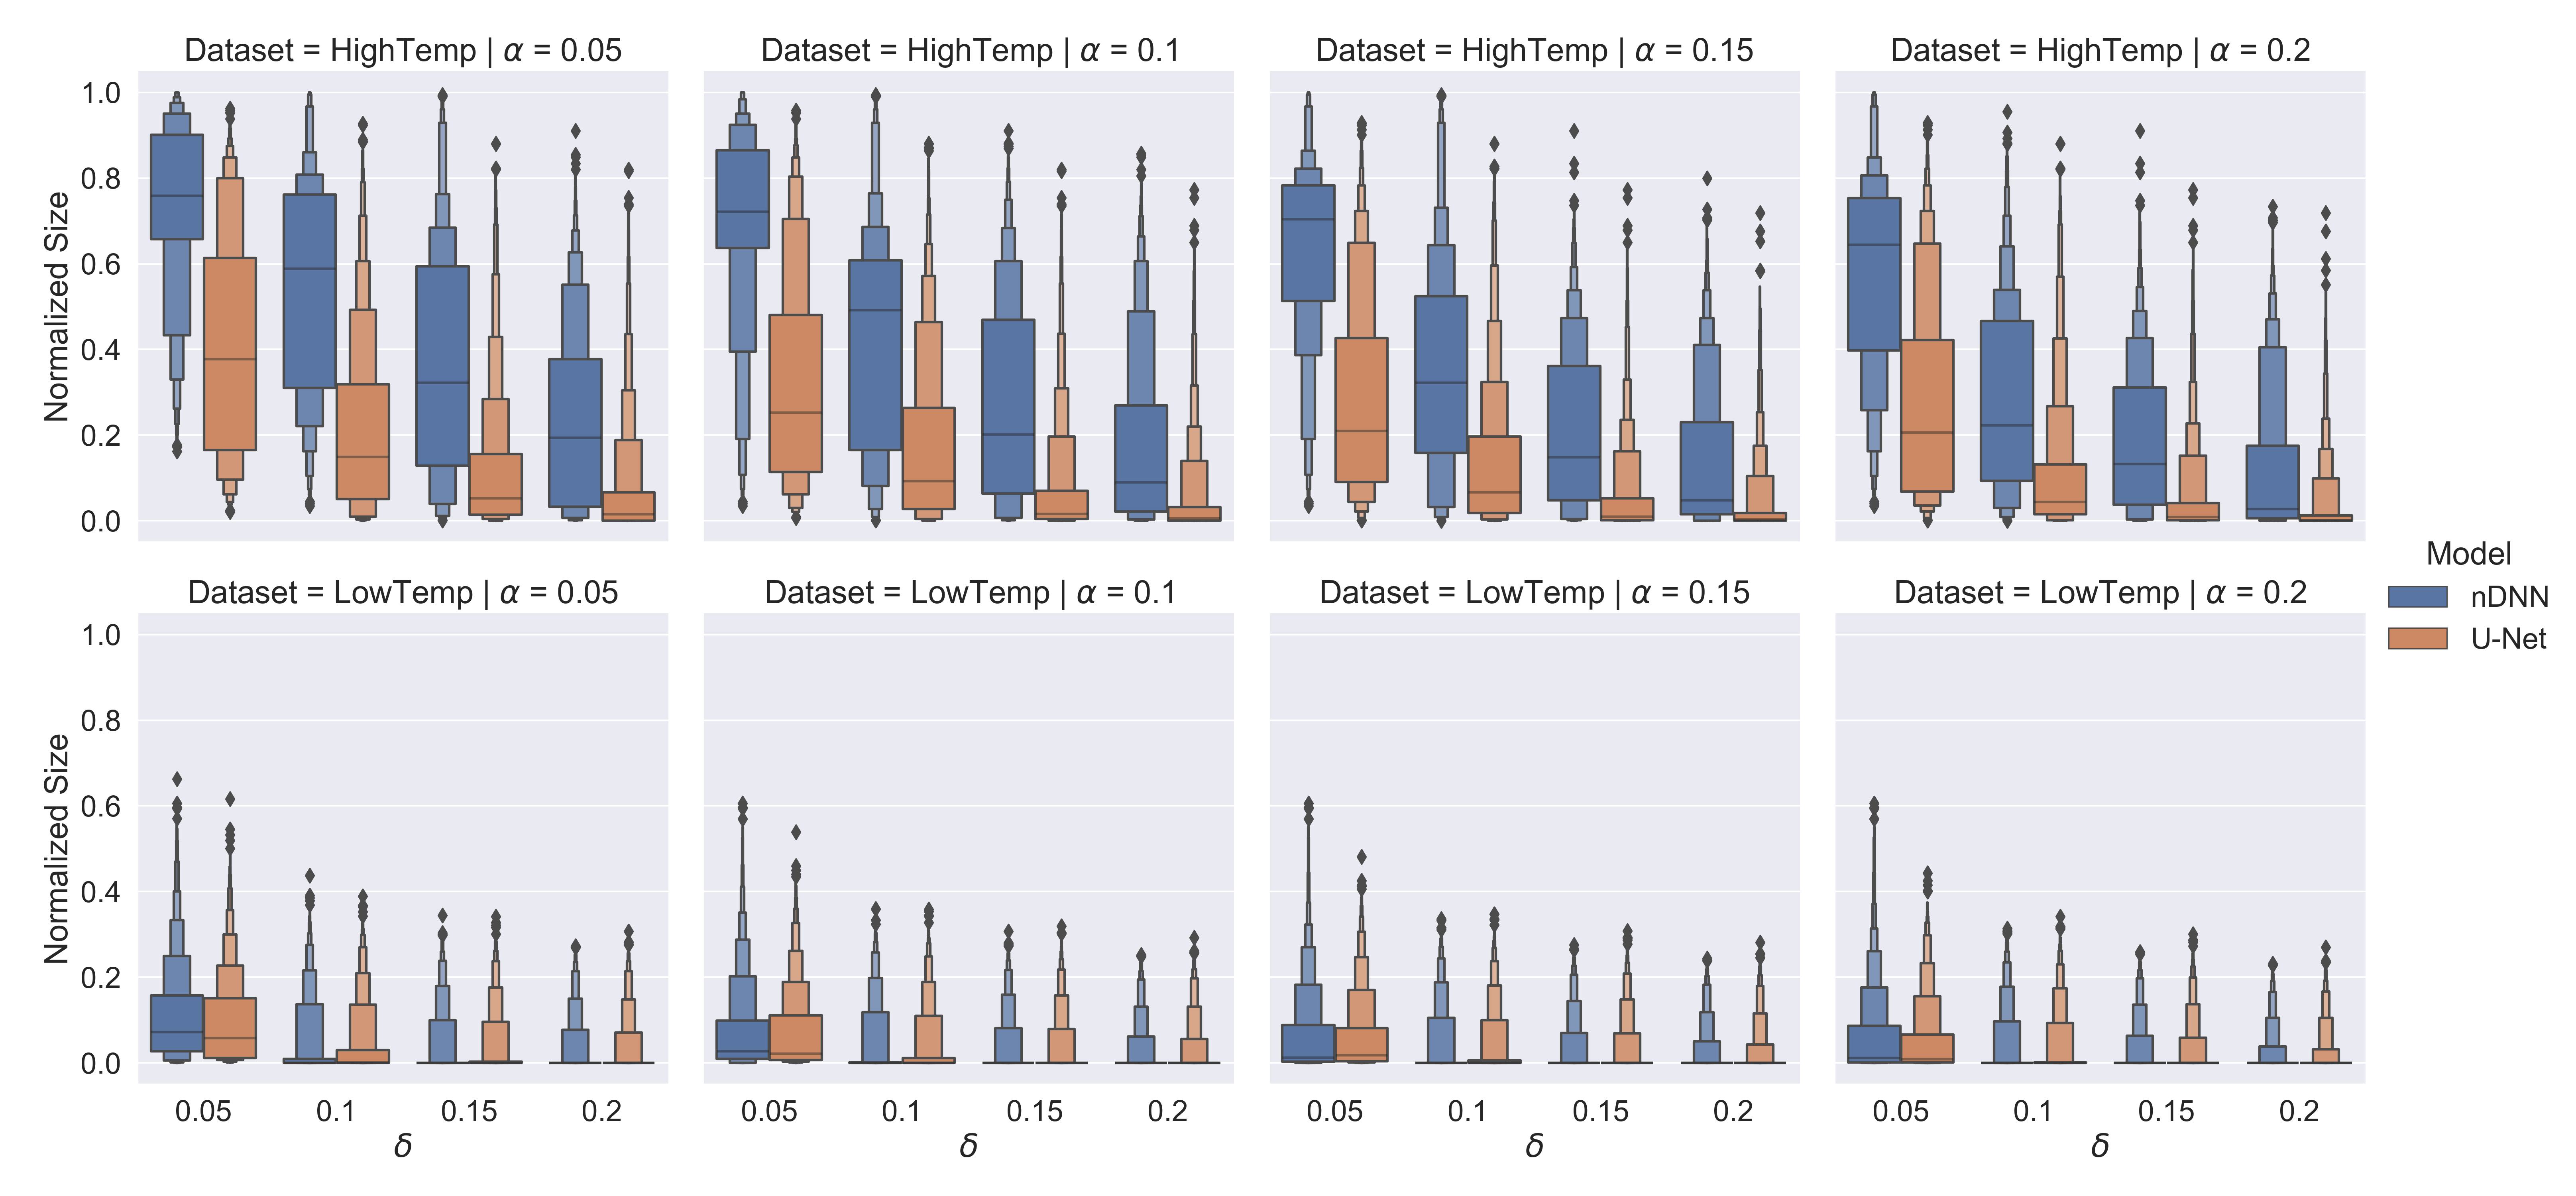 Dataset = HighTemp | α = 0.05
Dataset = HighTemp | α = 0.1
Dataset = HighTemp | α = 0.15
Dataset = HighTemp | α = 0.2
Normalized Size
1.0
0.8
0.6
0.4
0.2
0.0
Dataset = LowTemp | α = 0.05
Dataset = LowTemp | α = 0.1
Dataset = LowTemp | α = 0.15
Dataset = LowTemp | α = 0.2
Normalized Size
1.0
0.8
0.6
0.4
0.2
0.0
0.05 0.1 0.15 0.2
δ
0.05 0.1 0.15 0.2
δ
0.05 0.1 0.15 0.2
δ
0.05 0.1 0.15 0.2
δ
Model
nDNN
U-Net